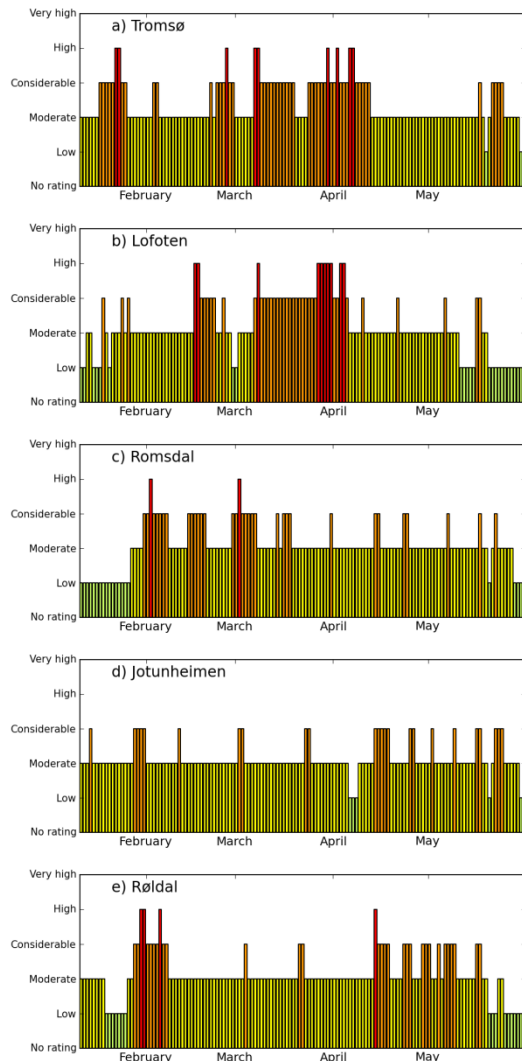 Very high
a) Tromsø
High
Considerable
Moderate
Low
No rating
February March April May
Very high
b) Lofoten
High
Considerable
Moderate
Low
No rating
February March April May
Very high
c) Romsdal
High
Considerable
Moderate
Low
No rating
February March April May
Very high
d) Jotunheimen
High
Considerable
Moderate
Low
No rating
February March April May
Very high
e) Røldal
High
Considerable
Moderate
Low
No rating
February March April May